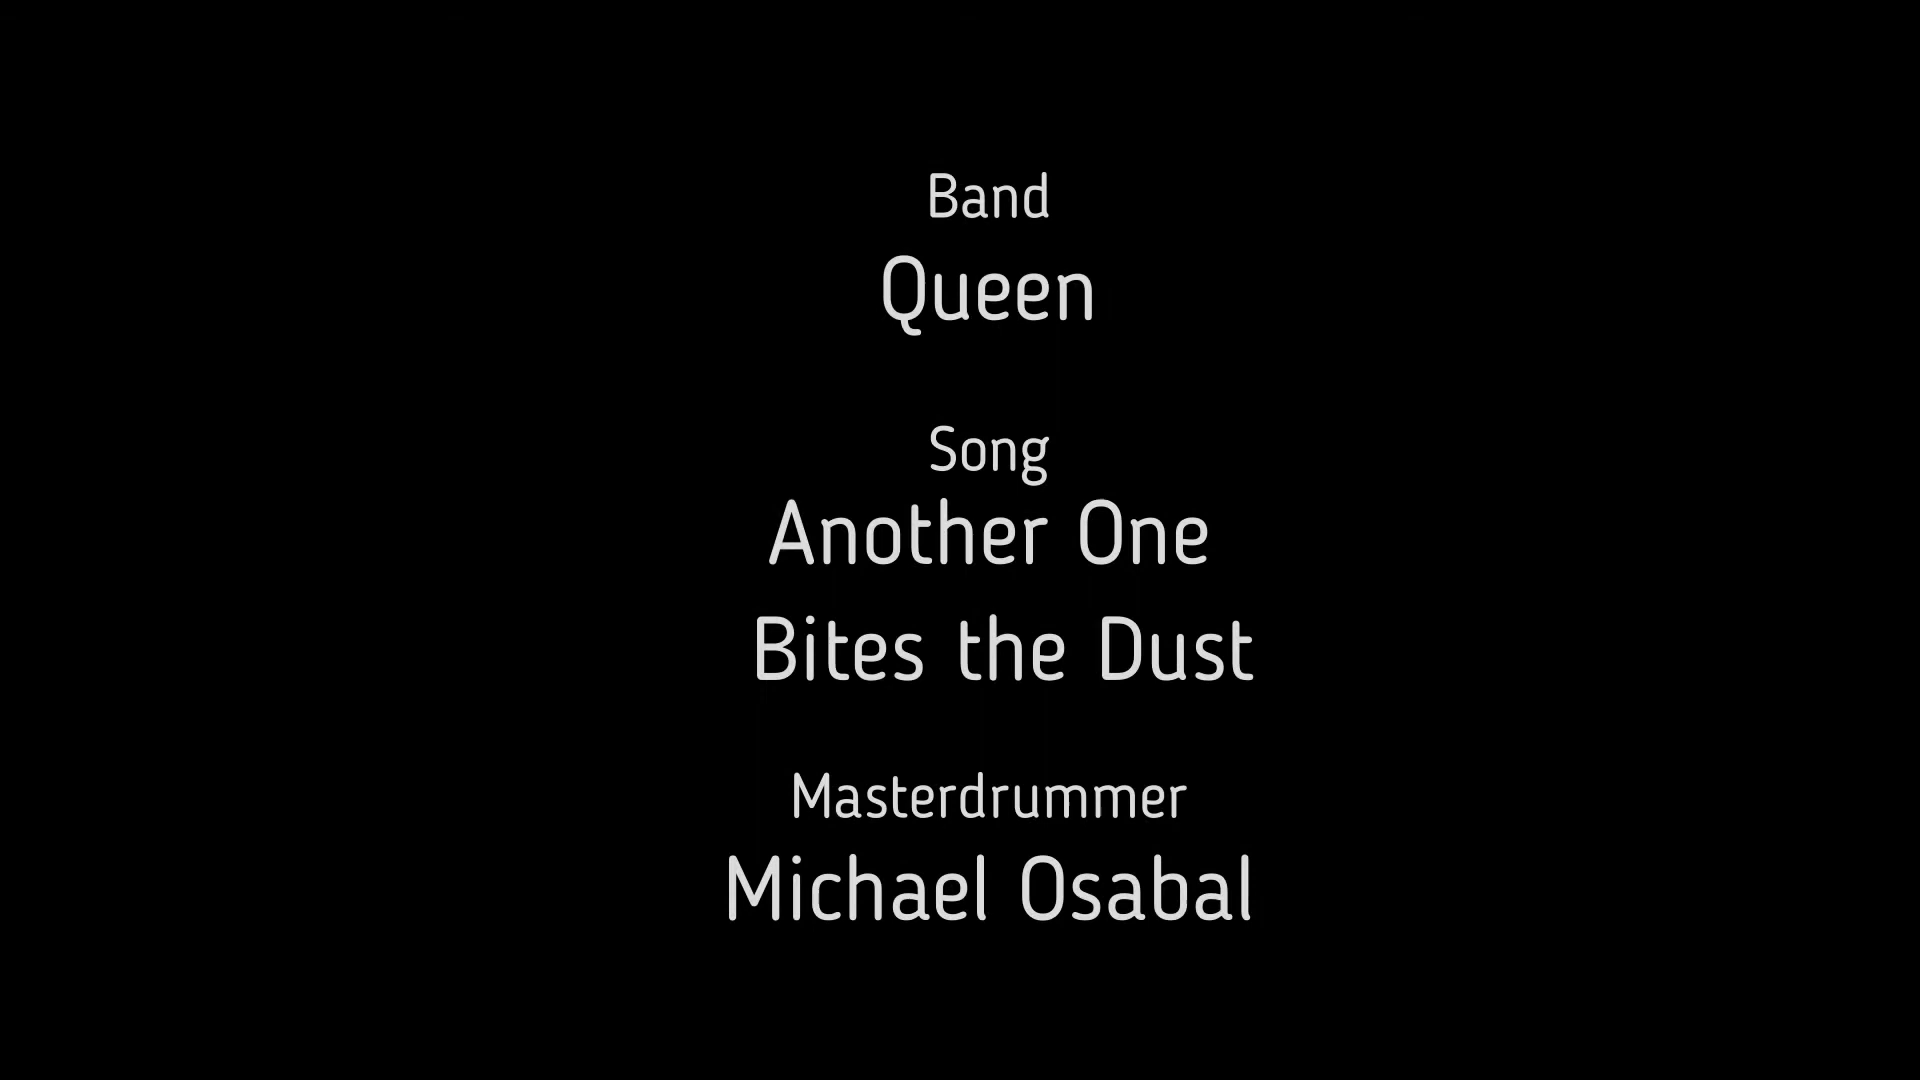 Band
Queen
Song
Another One
Bites the Dust
Masterdrummer
Michael Osabal